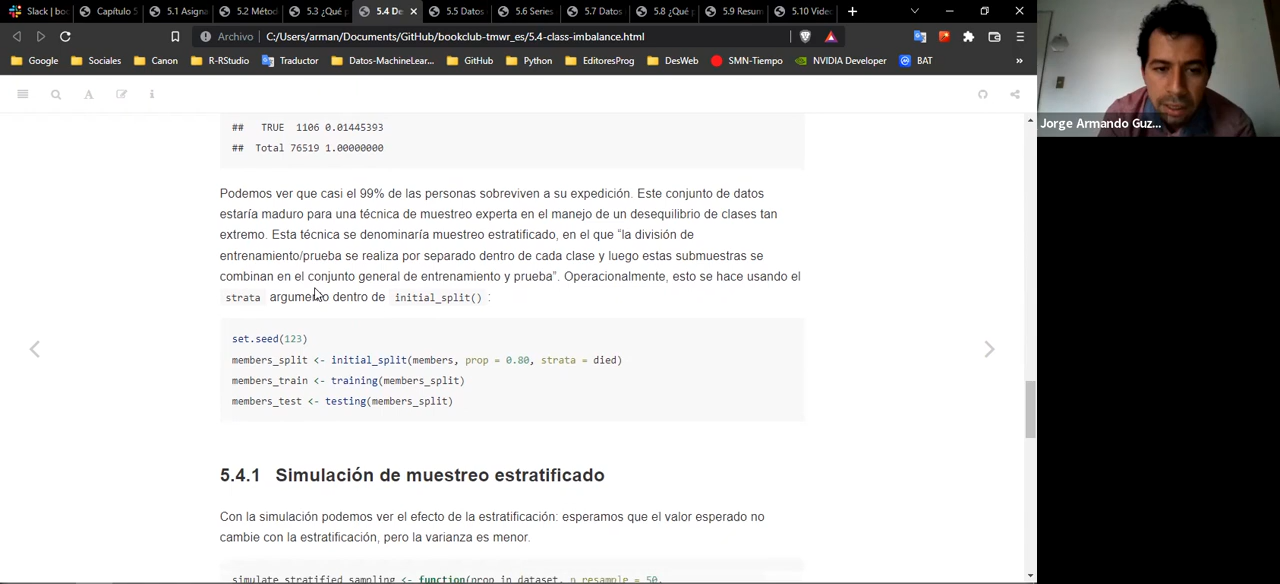 Slack | bo
Capítulo 5
5.1 Asigna
5.2 Métod
5.3 ¿Qué p
5.4 De
5.5 Datos
5.6 Series
5.7 Datos
5.8 ¿Qué
5.9 Resum
5.10 Vide
Archivo C:/Users/arman/Documents/GitHub/bookclub-tmwr_es/5.4-class-imbalance.html
Google Sociales Canon R-RStudio Traductor Datos-MachineLear... GitHub Python EditoresProg DesWeb SMN-Tiempo NVIDIA Developer BAT »
Jorge Armando Guz...
## TRUE 1106 0.01445393
## Total 76519 1.00000000
Podemos ver que casi el 99% de las personas sobreviven a su expedición. Este conjunto de datos
estaría maduro para una técnica de muestreo experta en el manejo de un desequilibrio de clases tan
extremo. Esta técnica se denominaría muestreo estratificado, en el que “la división de
entrenamiento/prueba se realiza por separado dentro de cada clase y luego estas submuestras se
combinan en el conjunto general de entrenamiento y prueba”. Operacionalmente, esto se hace usando el
strata argumento dentro de initial_split() :
set.seed(123)
members_split <- initial_split(members, prop = 0.80, strata = died)
members_train <- training(members_split)
members_test <- testing(members_split)
5.4.1 Simulación de muestreo estratificado
Con la simulación podemos ver el efecto de la estratificación: esperamos que el valor esperado no
cambie con la estratificación, pero la varianza es menor.
simulate_stratified_sampling <- function(prop_in_dataset, n_resample = 50,